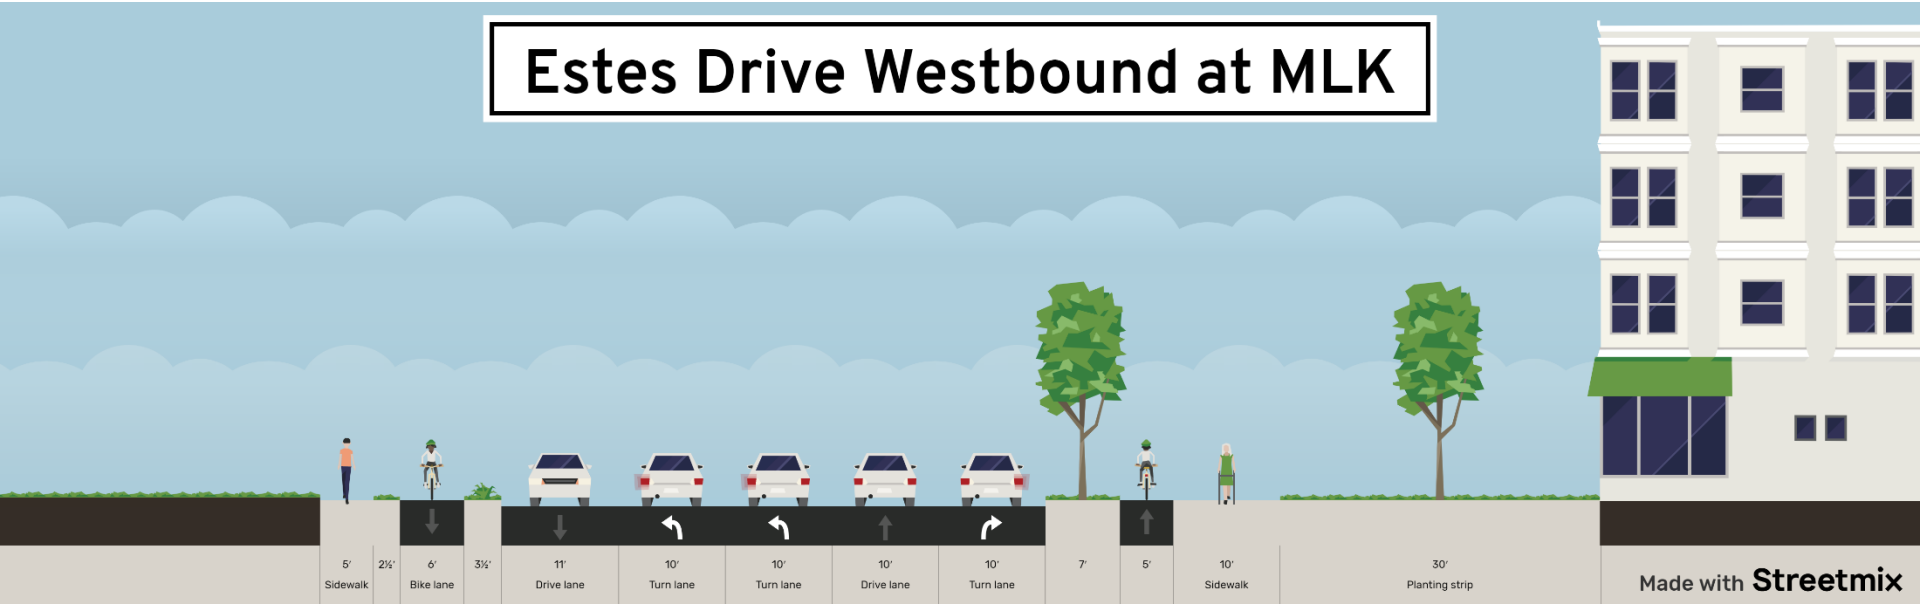 Estes Drive Westbound at MLK
5' 2½' 6' 3½' 11' 10' 10' 10' 10' 7' 5' 10' 30'
Sidewalk Bike lane Drive lane Turn lane Turn lane Drive lane Turn lane Sidewalk Planting strip
Made with Streetmix